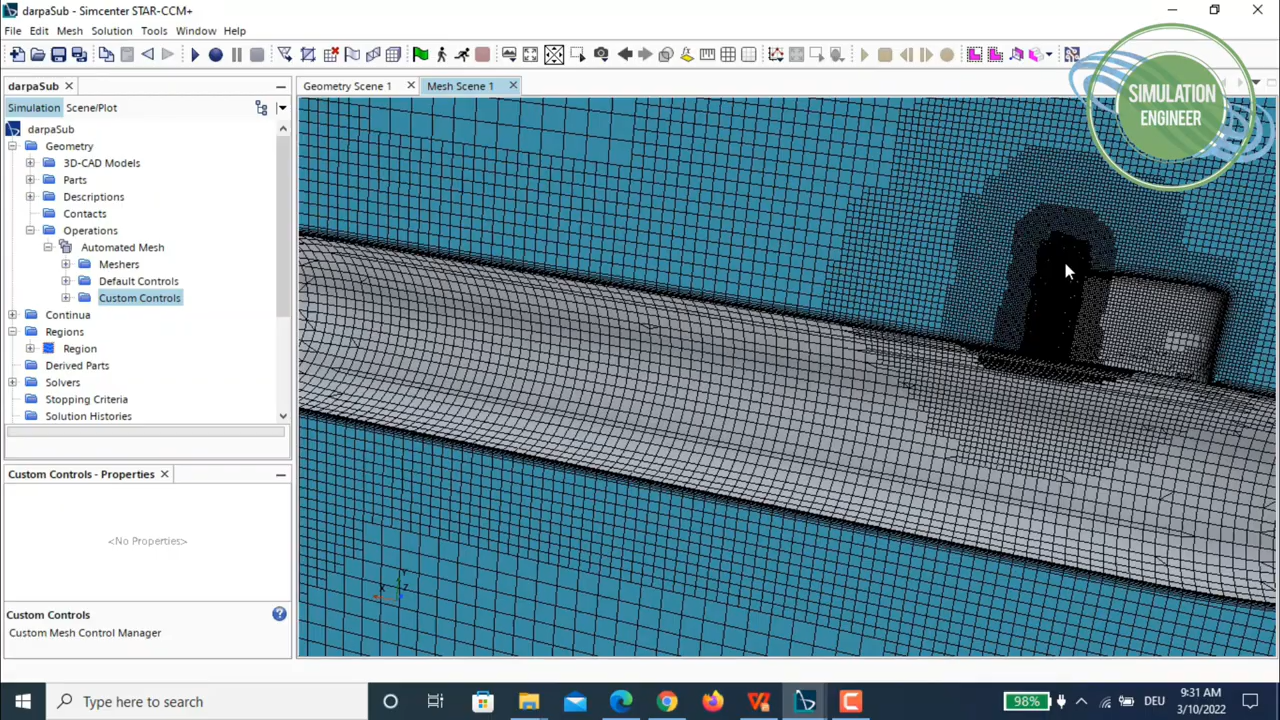 darpaSub - Simcenter STAR-CCM+
File Edit Mesh Solution Tools Window Help
darpaSub
Geometry Scene 1
Mesh Scene 1
SIMULATION
ENGINEER
Simulation Scene/Plot
darpaSub
Geometry
3D-CAD Models
Parts
Descriptions
Contacts
Operations
Automated Mesh
Meshers
Default Controls
Custom Controls
Continua
Regions
Region
Derived Parts
Solvers
Stopping Criteria
Solution Histories
Custom Controls - Properties
<No Properties>
Custom Controls
Custom Mesh Control Manager
Type here to search
98%
DEU
9:31 AM
3/10/2022